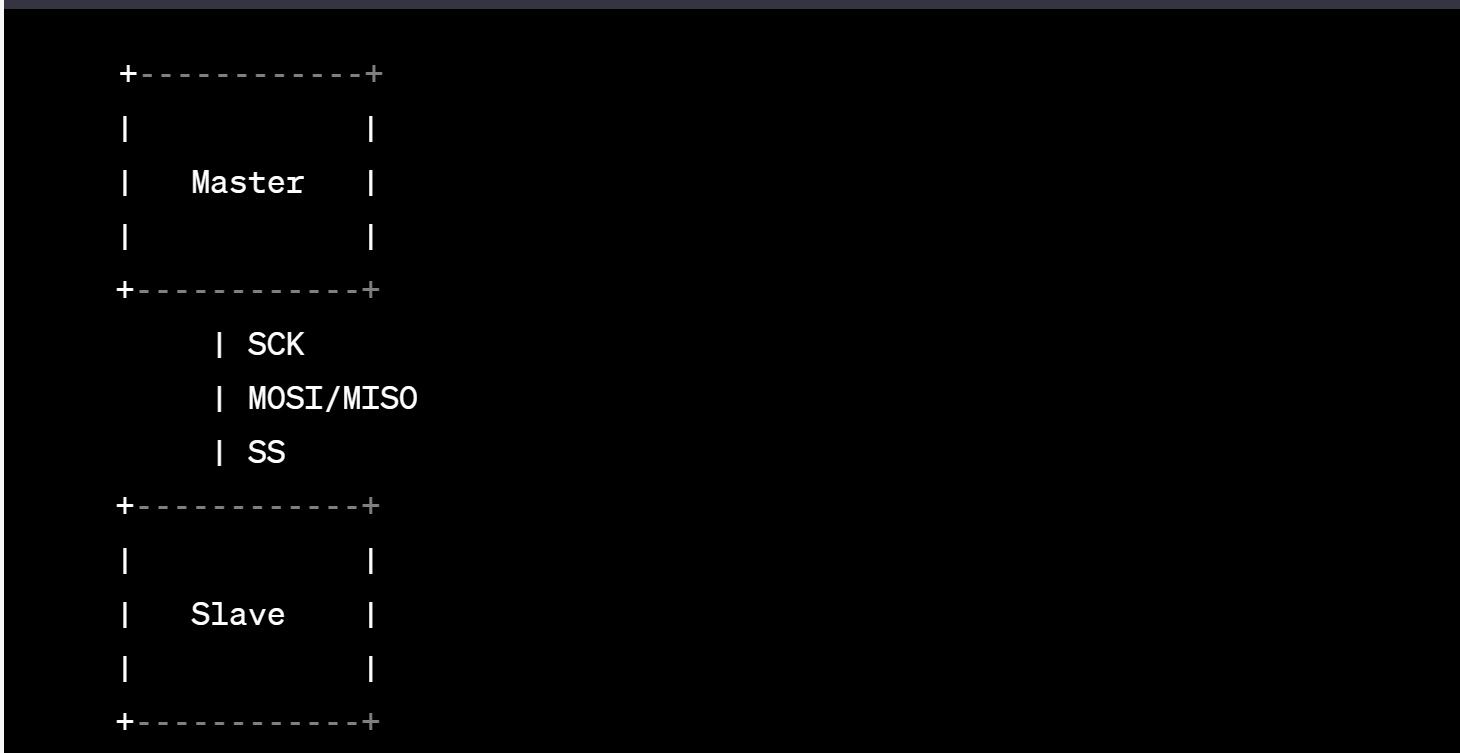 +------------+
|            |
|   Master   |
|            |
+------------+
     | SCK
     | MOSI/MISO
     | SS
+------------+
|            |
|   Slave    |
|            |
+------------+